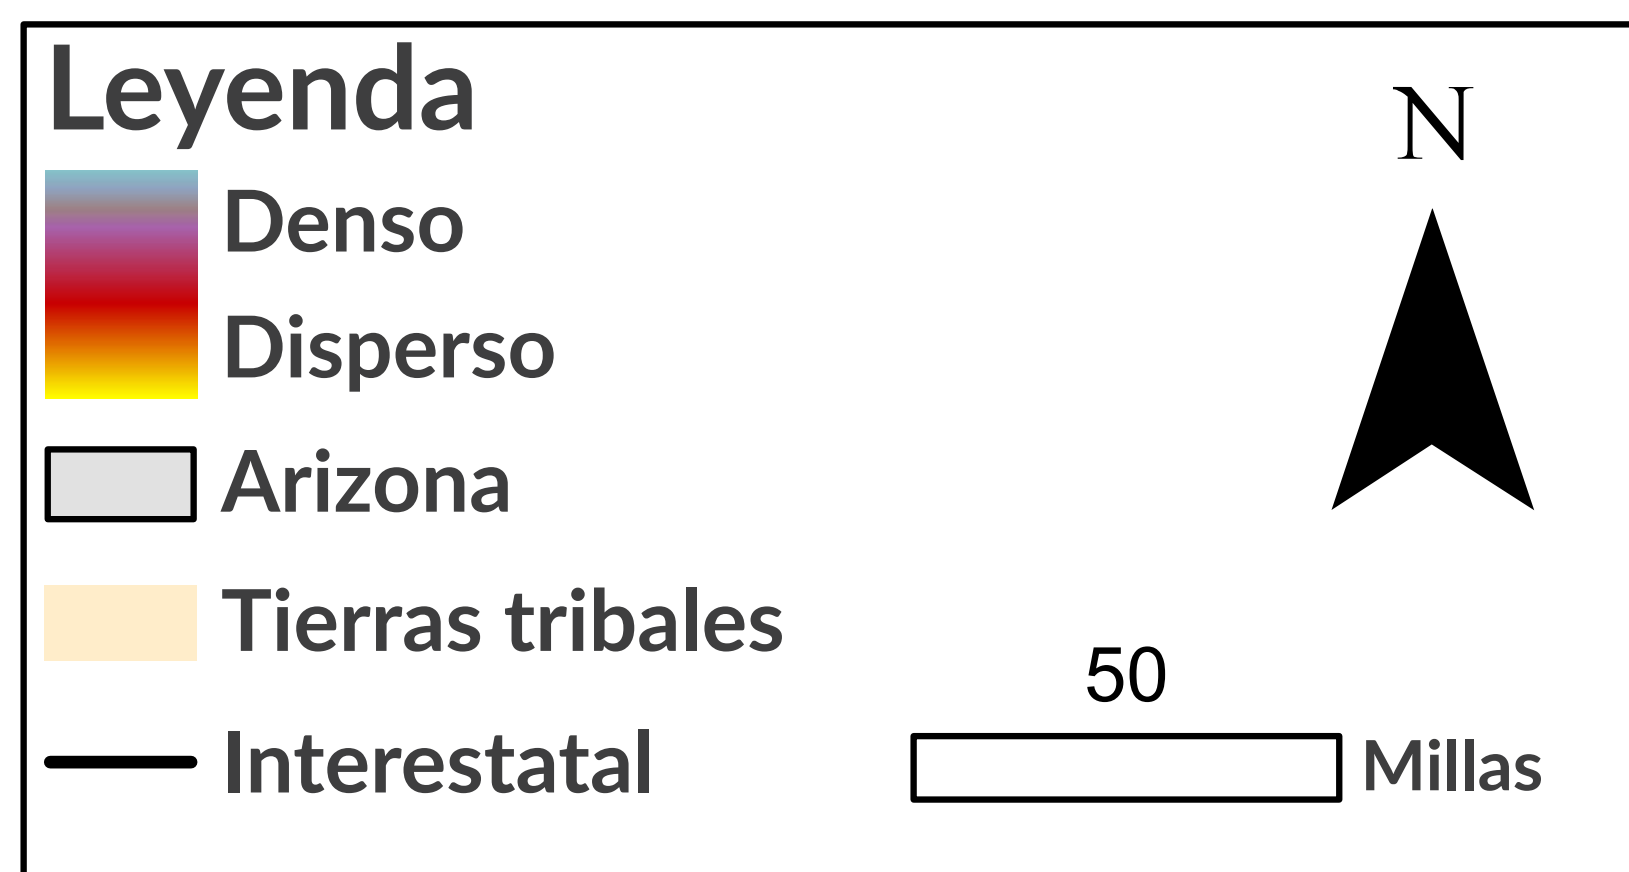 Leyenda
N
Denso
Disperso
Arizona
Tierras tribales
50
Interestatal
Millas